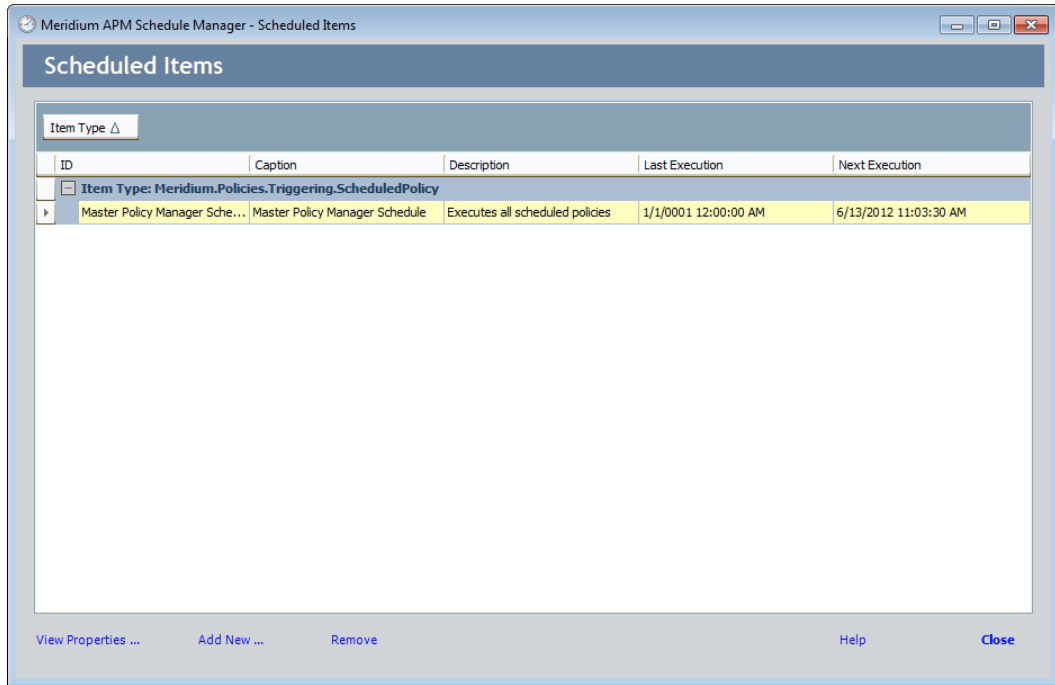 Meridium APM Schedule Manager - Scheduled Items
Scheduled Items
Item Type
ID Caption Description Last Execution Next Execution
Item Type: Meridium.Policies.Triggering.ScheduledPolicy
Master Policy Manager Sche... Master Policy Manager Schedule Executes all scheduled policies 1/1/0001 12:00:00 AM 6/13/2012 11:03:30 AM
View Properties ... Add New ... Remove Help Close